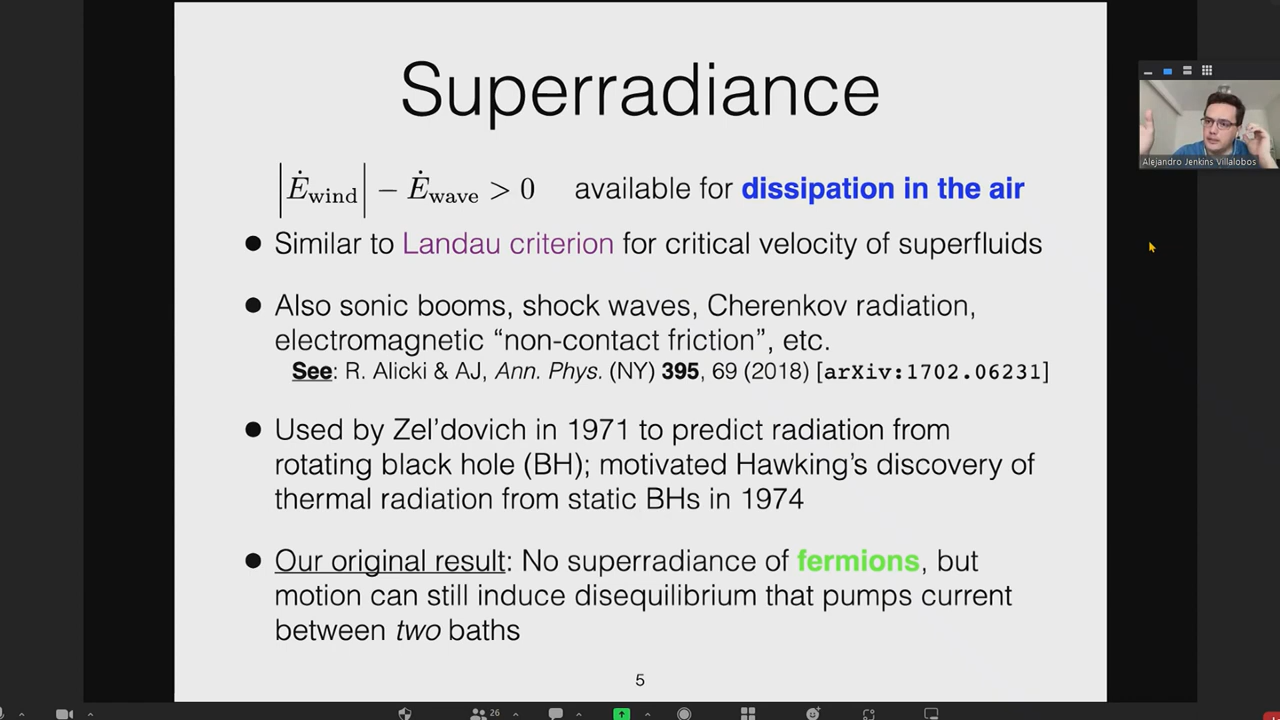 Superradiance
|Ė_wind| − Ė_wave > 0 available for dissipation in the air
● Similar to Landau criterion for critical velocity of superfluids
● Also sonic booms, shock waves, Cherenkov radiation,
electromagnetic “non-contact friction”, etc.
See: R. Alicki & AJ, Ann. Phys. (NY) 395, 69 (2018) [arXiv:1702.06231]
● Used by Zel’dovich in 1971 to predict radiation from
rotating black hole (BH); motivated Hawking’s discovery of
thermal radiation from static BHs in 1974
● Our original result: No superradiance of fermions, but
motion can still induce disequilibrium that pumps current
between two baths
5
Alejandro Jenkins Villalobos
26